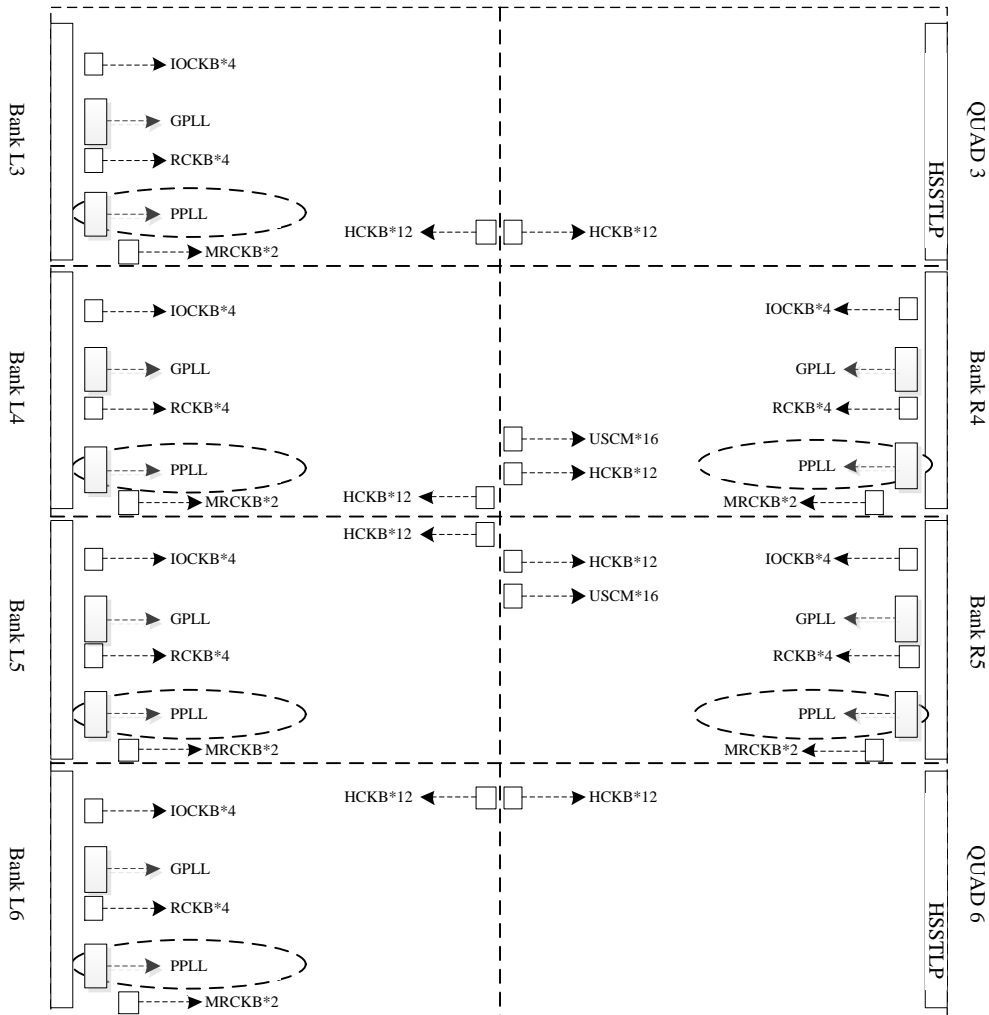 Bank L3
IOCKB*4
GPLL
RCKB*4
PPLL
MRCKB*2
HCKB*12
HCKB*12
HSSTLP
QUAD 3
Bank L4
IOCKB*4
GPLL
RCKB*4
PPLL
MRCKB*2
HCKB*12
USCM*16
HCKB*12
IOCKB*4
GPLL
RCKB*4
PPLL
MRCKB*2
Bank R4
Bank L5
IOCKB*4
GPLL
RCKB*4
PPLL
MRCKB*2
HCKB*12
HCKB*12
USCM*16
IOCKB*4
GPLL
RCKB*4
PPLL
MRCKB*2
Bank R5
Bank L6
IOCKB*4
GPLL
RCKB*4
PPLL
MRCKB*2
HCKB*12
HCKB*12
HSSTLP
QUAD 6